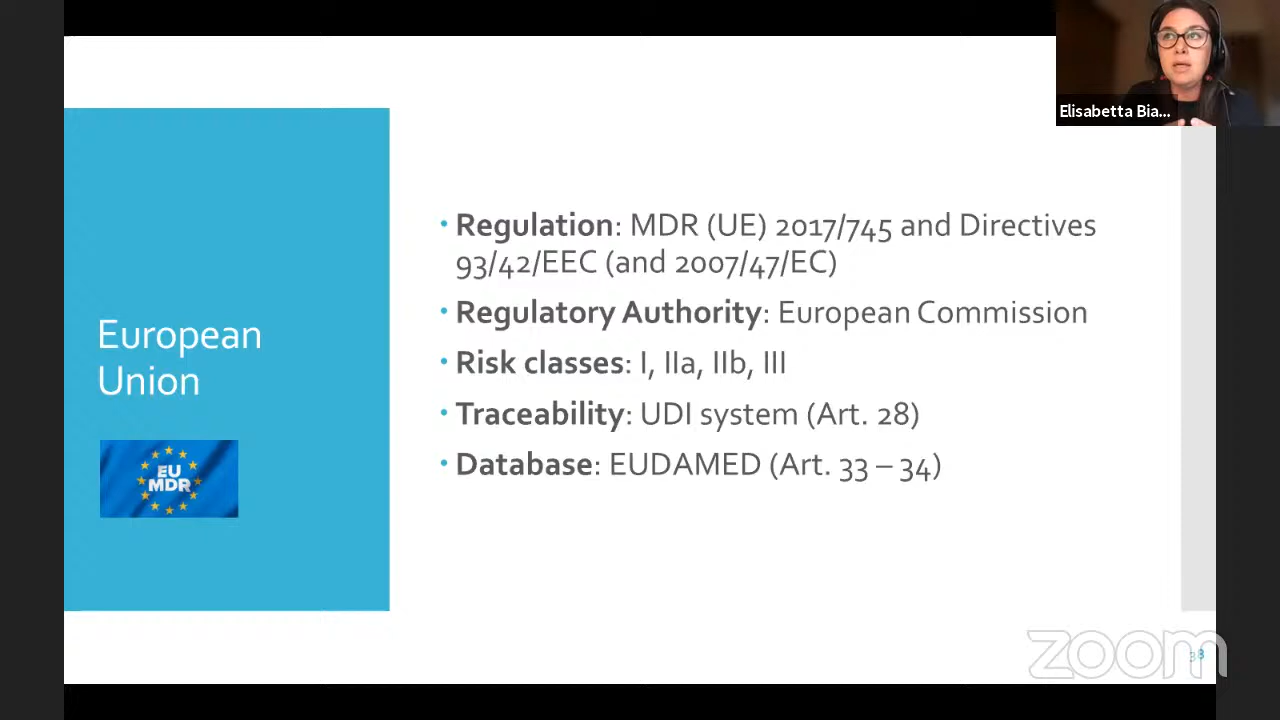 Elisabetta Bia...
• Regulation: MDR (UE) 2017/745 and Directives
93/42/EEC (and 2007/47/EC)
• Regulatory Authority: European Commission
• Risk classes: I, IIa, IIb, III
• Traceability: UDI system (Art. 28)
• Database: EUDAMED (Art. 33 – 34)
European
Union
EU
MDR
zoom